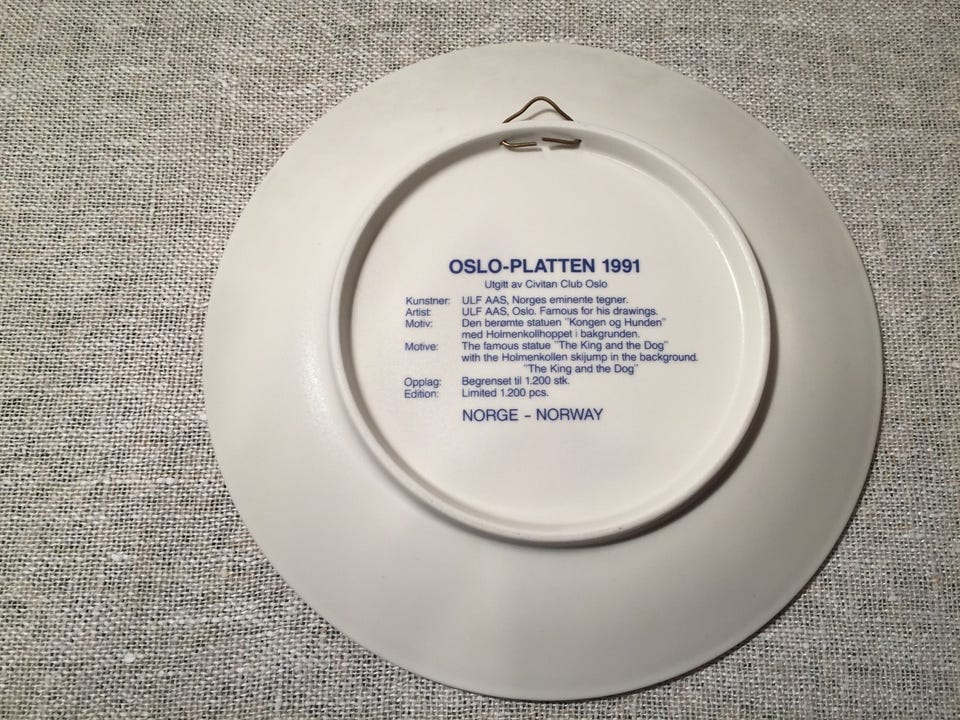 OSLO-PLATTEN 1991
Utgitt av Civitan Club Oslo
Kunstner: ULF AAS, Norges eminente tegner.
Artist: ULF AAS, Oslo. Famous for his drawings.
Motiv: Den berømte statuen "Kongen og Hunden"
med Holmenkollhoppet i bakgrunden.
Motive: The famous statue "The King and the Dog"
with the Holmenkollen skijump in the background.
"The King and the Dog"
Opplag: Begrenset til 1.200 stk.
Edition: Limited 1.200 pcs.
NORGE - NORWAY